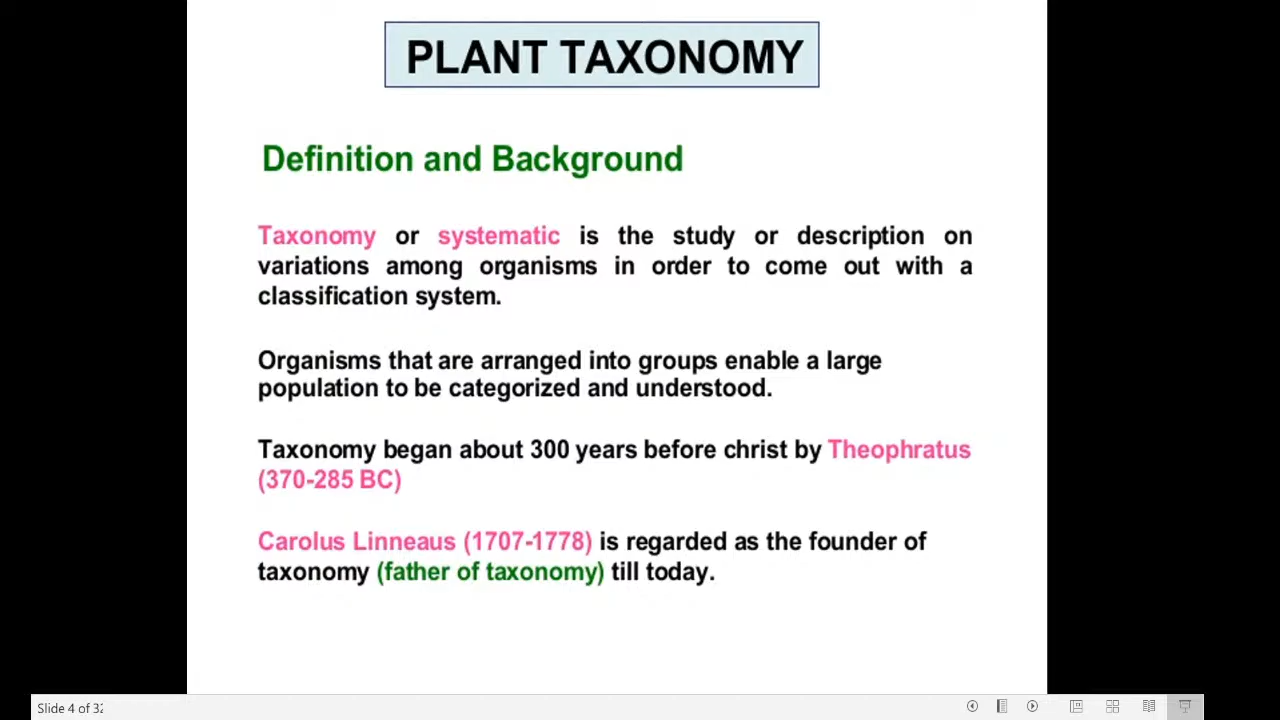 PLANT TAXONOMY
Definition and Background
Taxonomy or systematic is the study or description on
variations among organisms in order to come out with a
classification system.
Organisms that are arranged into groups enable a large
population to be categorized and understood.
Taxonomy began about 300 years before christ by Theophratus
(370-285 BC)
Carolus Linneaus (1707-1778) is regarded as the founder of
taxonomy (father of taxonomy) till today.
Slide 4 of 32